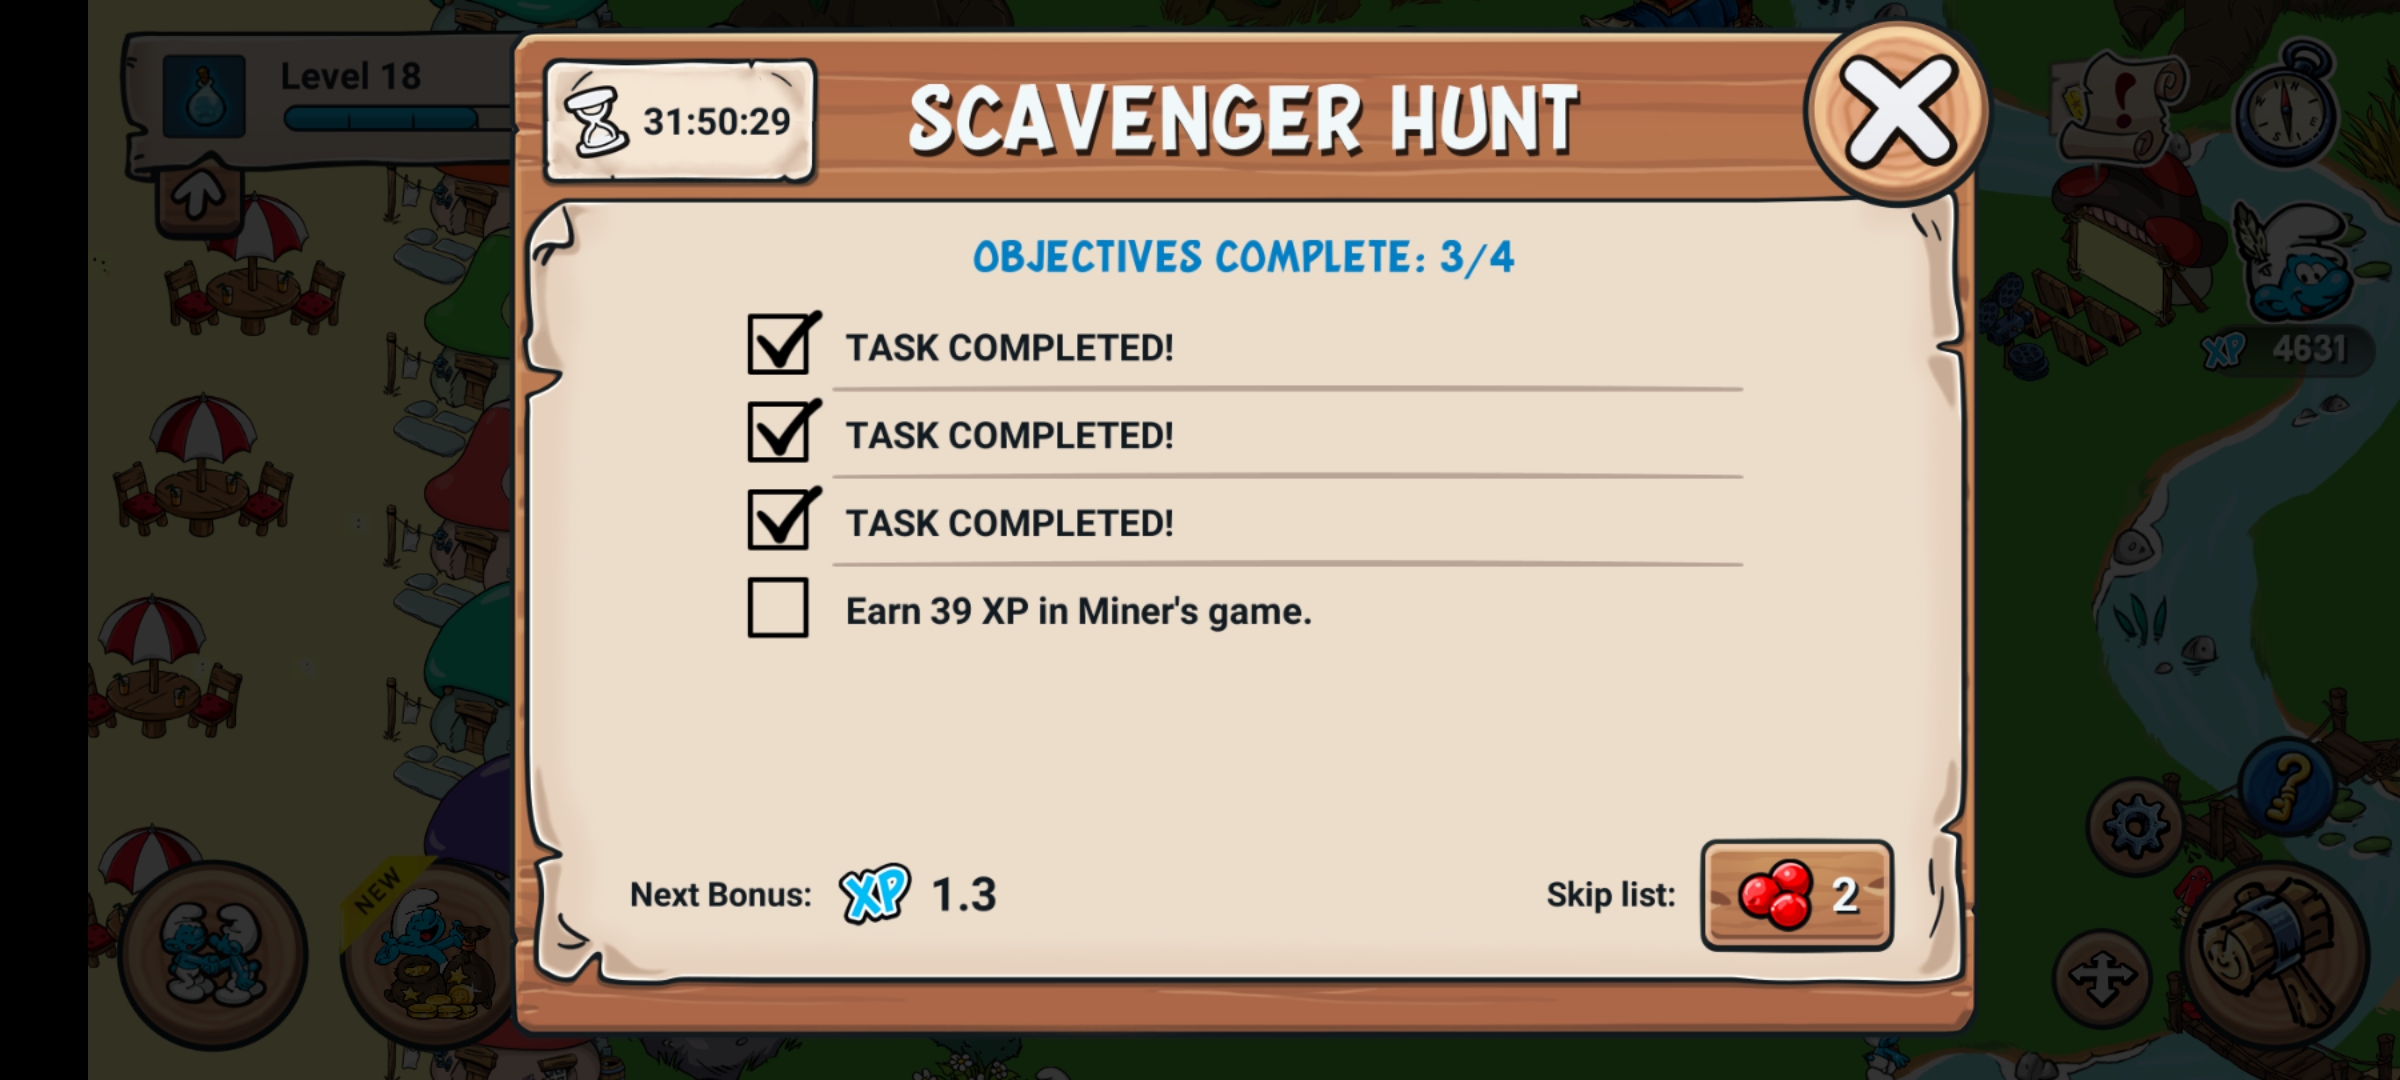 Level 18
31:50:29
SCAVENGER HUNT
OBJECTIVES COMPLETE: 3/4
TASK COMPLETED!
TASK COMPLETED!
TASK COMPLETED!
Earn 39 XP in Miner's game.
Next Bonus: XP 1.3
Skip list: 2
XP 4631
NEW